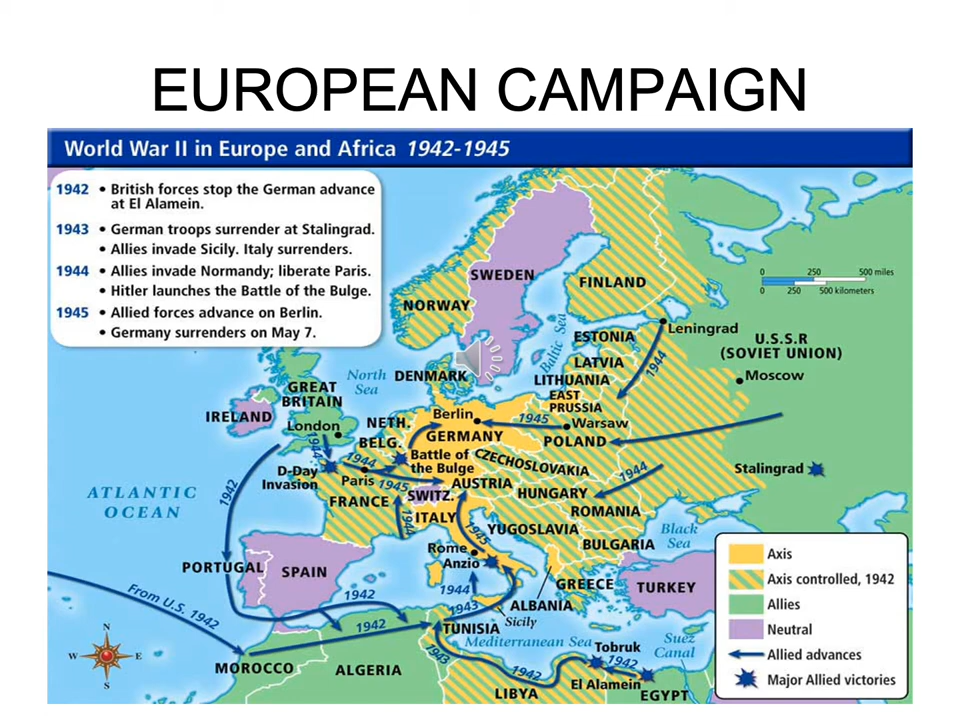 EUROPEAN CAMPAIGN
World War II in Europe and Africa 1942-1945
1942 • British forces stop the German advance
at El Alamein.
1943 • German troops surrender at Stalingrad.
• Allies invade Sicily. Italy surrenders.
1944 • Allies invade Normandy; liberate Paris.
• Hitler launches the Battle of the Bulge.
1945 • Allied forces advance on Berlin.
• Germany surrenders on May 7.
0 250 500 miles
0 250 500 kilometers
SWEDEN
FINLAND
NORWAY
Leningrad
ESTONIA
U.S.S.R
(SOVIET UNION)
Baltic Sea
LATVIA
1944
Moscow
North
Sea
DENMARK
LITHUANIA
GREAT
BRITAIN
EAST
PRUSSIA
IRELAND
London
NETH.
Berlin
1945
Warsaw
BELG.
GERMANY
POLAND
1944
D-Day
Invasion
1944
Paris
1945
Battle of
the Bulge
CZECHOSLOVAKIA
1944
Stalingrad
ATLANTIC
OCEAN
1942
FRANCE
SWITZ.
AUSTRIA
HUNGARY
ROMANIA
1944
ITALY
1945
YUGOSLAVIA
Black
Sea
BULGARIA
Rome
Anzio
PORTUGAL
SPAIN
1944
ALBANIA
GREECE
TURKEY
From U.S. 1942
1942
1943
Sicily
1942
TUNISIA
Mediterranean Sea
Tobruk
Suez
Canal
MOROCCO
ALGERIA
1943
1942
1942
El Alamein
LIBYA
EGYPT
N
W E
S
Axis
Axis controlled, 1942
Allies
Neutral
Allied advances
Major Allied victories